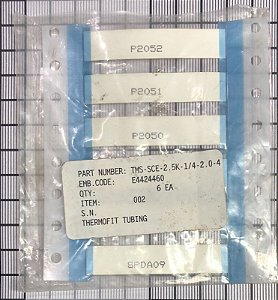 P2052
P2051
P2050
PART NUMBER: TMS-SCE-2.5K-1/4-2.0-4
EMB.CODE: E4424460
QTY: 6 EA
ITEM: 002
S.N.
THERMOFIT TUBING
SPDA09